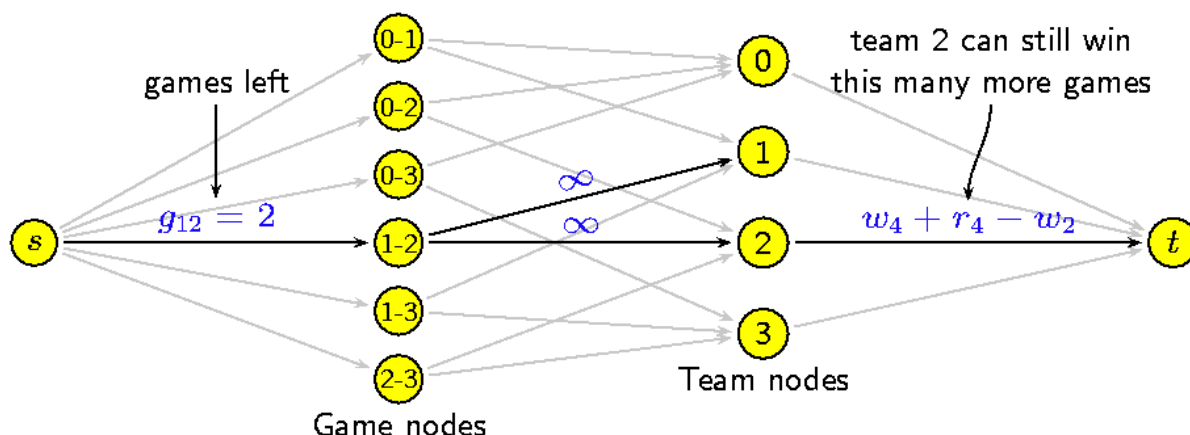 0-1
0
team 2 can still win
this many more games
games left
0-2
1
0-3
∞
g₁₂ = 2
∞
w₄ + r₄ − w₂
s
1-2
2
t
1-3
3
2-3
Team nodes
Game nodes